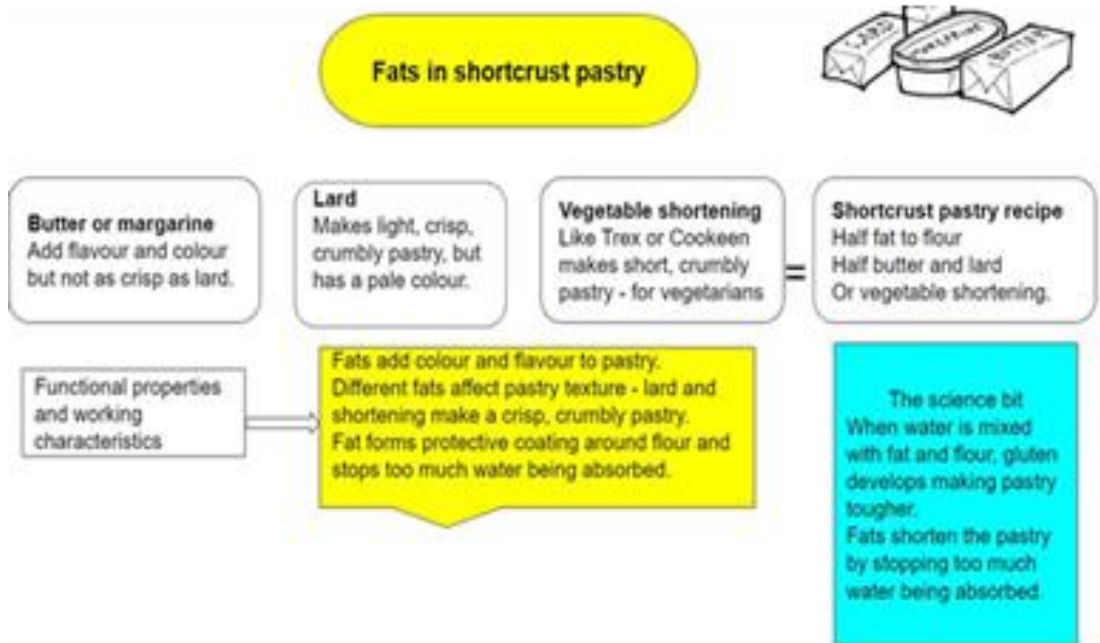 LARD
BUTTER
Fats in shortcrust pastry
Butter or margarine
Add flavour and colour
but not as crisp as lard.
Lard
Makes light, crisp,
crumbly pastry, but
has a pale colour.
Vegetable shortening
Like Trex or Cookeen
makes short, crumbly
pastry - for vegetarians
=
Shortcrust pastry recipe
Half fat to flour
Half butter and lard
Or vegetable shortening.
Functional properties
and working
characteristics
Fats add colour and flavour to pastry.
Different fats affect pastry texture - lard and
shortening make a crisp, crumbly pastry.
Fat forms protective coating around flour and
stops too much water being absorbed.
The science bit
When water is mixed
with fat and flour, gluten
develops making pastry
tougher.
Fats shorten the pastry
by stopping too much
water being absorbed.